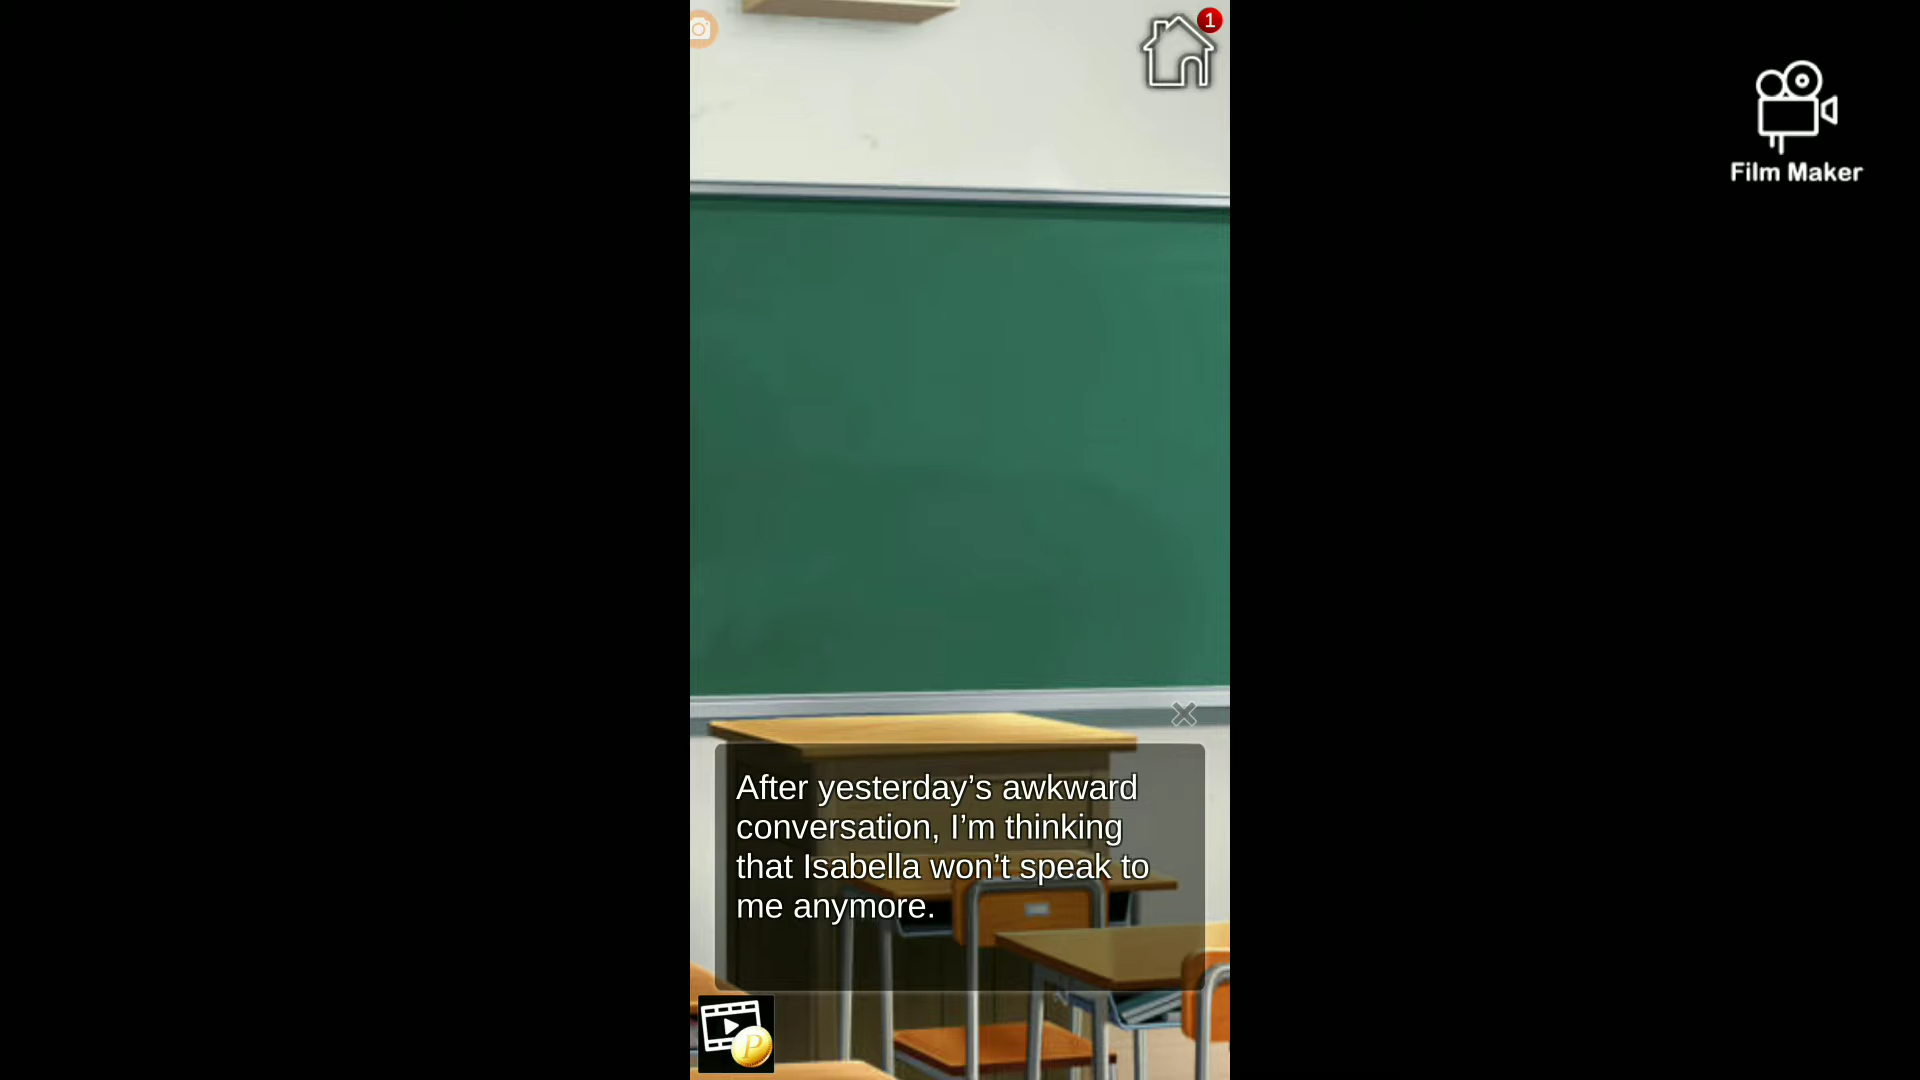 1
Film Maker
After yesterday’s awkward
conversation, I’m thinking
that Isabella won’t speak to
me anymore.
P